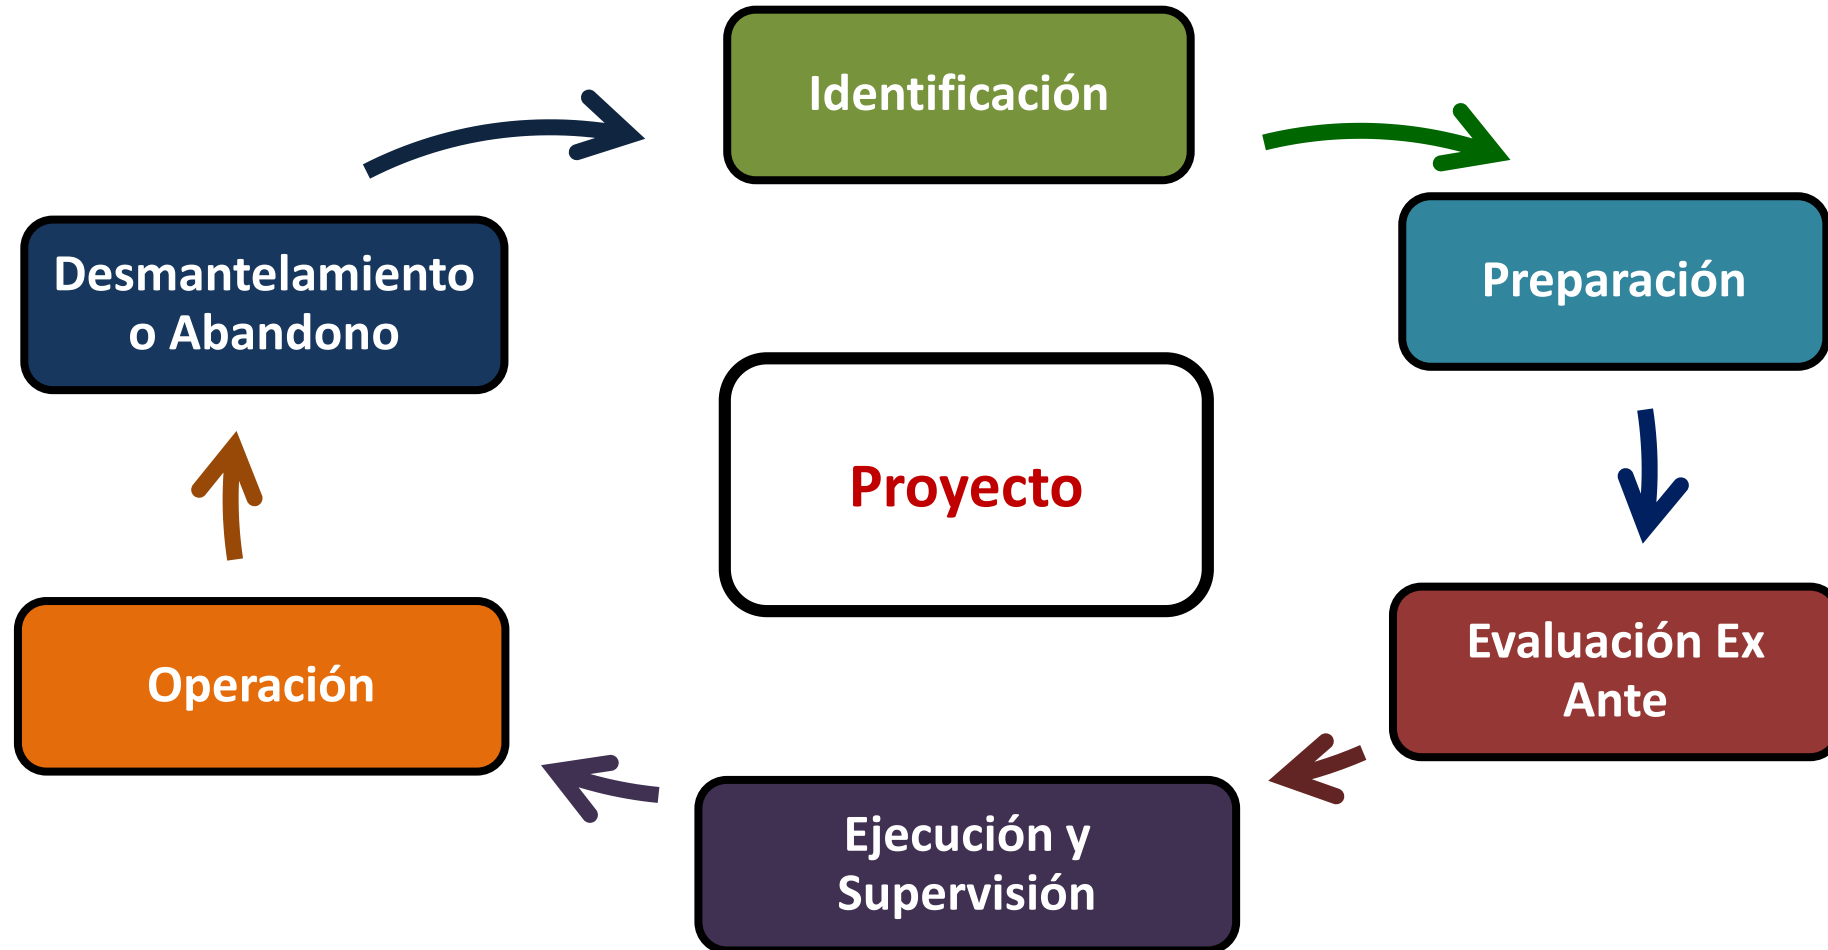 Identificación
Preparación
Evaluación Ex
Ante
Ejecución y
Supervisión
Operación
Desmantelamiento
o Abandono
Proyecto